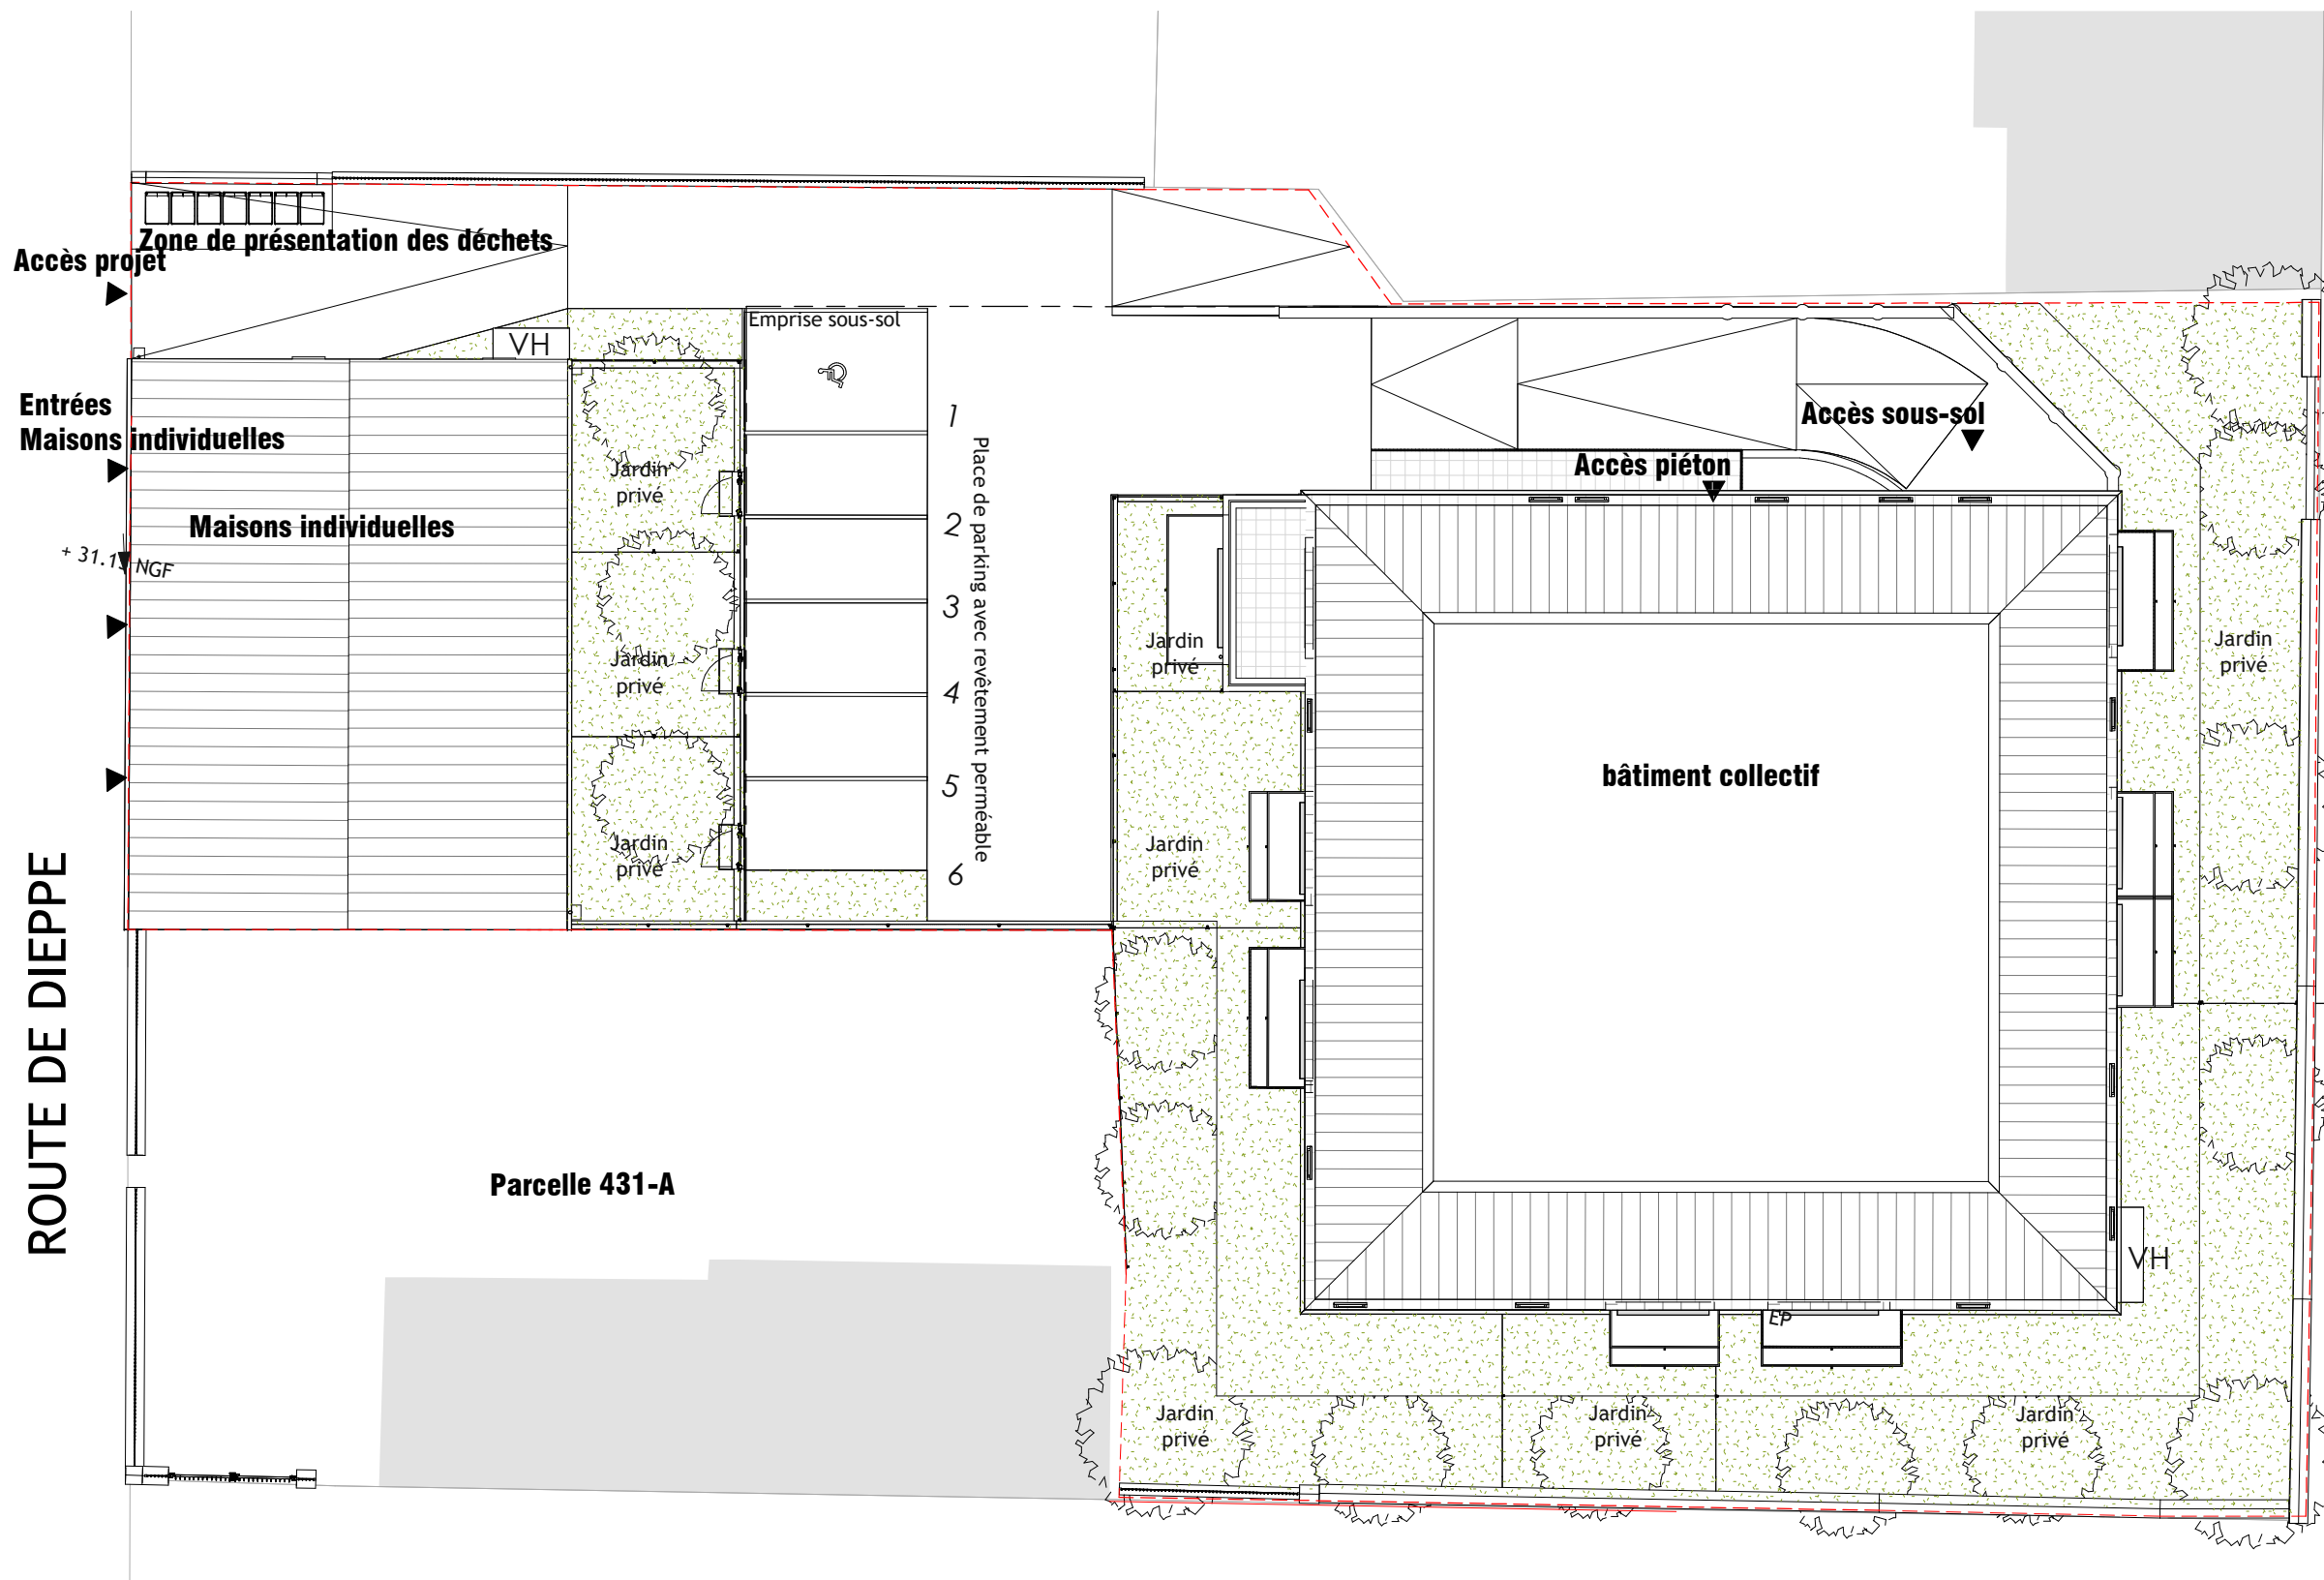 Zone de présentation des déchets
Accès projet
Emprise sous-sol
VH
Entrées
Maisons individuelles
Accès sous-sol
Accès piéton
1
Jardin
privé
Maisons individuelles
2
NGF
3
Jardin
privé
Jardin
privé
Jardin
privé
4
Place de parking avec revêtement perméable
bâtiment collectif
5
Jardin
privé
Jardin
privé
6
ROUTE DE DIEPPE
Parcelle 431-A
VH
EP
Jardin
privé
Jardin
privé
Jardin
privé